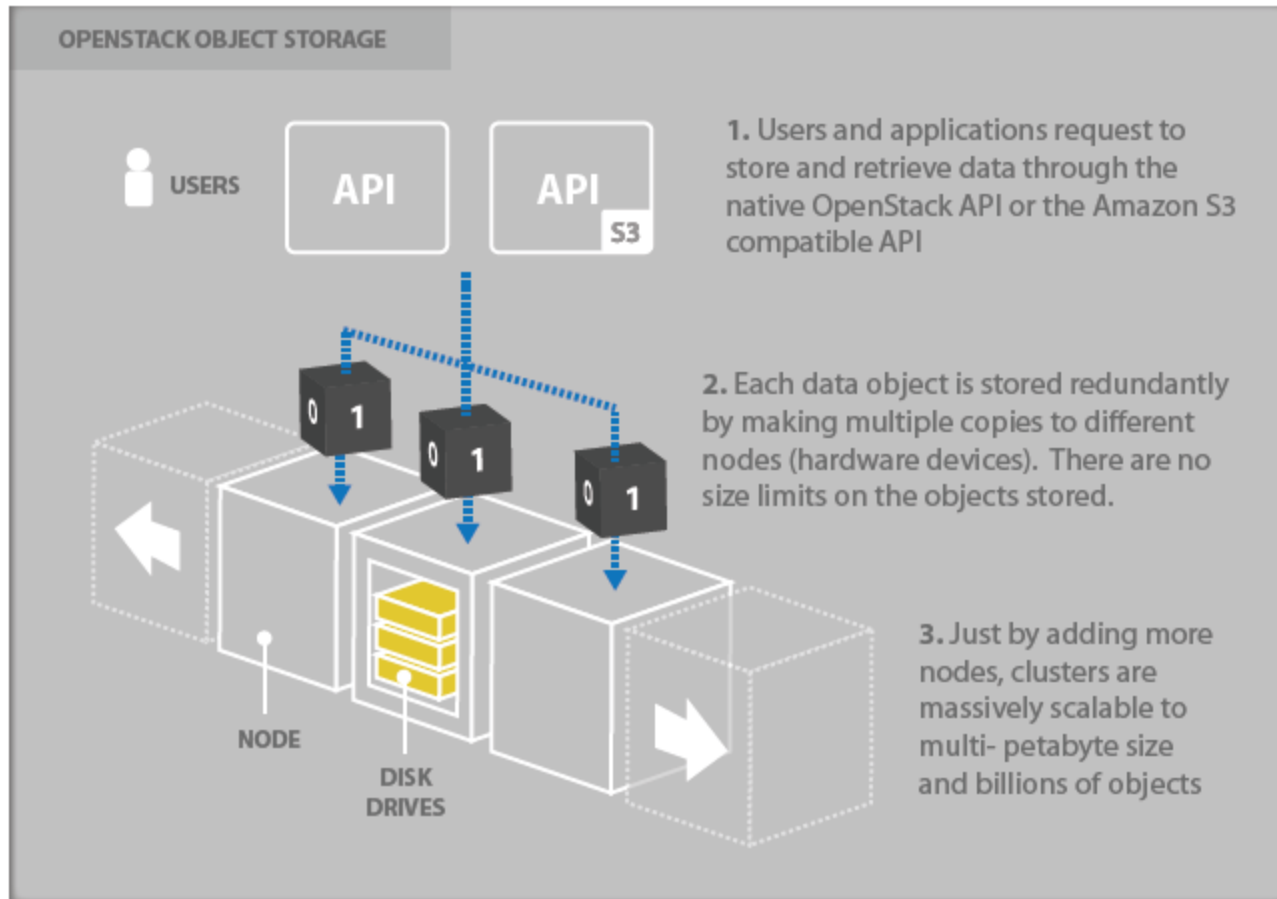 OPENSTACK OBJECT STORAGE
USERS
API
API
S3
1. Users and applications request to
store and retrieve data through the
native OpenStack API or the Amazon S3
compatible API
0 1
0 1
0 1
2. Each data object is stored redundantly
by making multiple copies to different
nodes (hardware devices). There are no
size limits on the objects stored.
NODE
DISK
DRIVES
3. Just by adding more
nodes, clusters are
massively scalable to
multi- petabyte size
and billions of objects